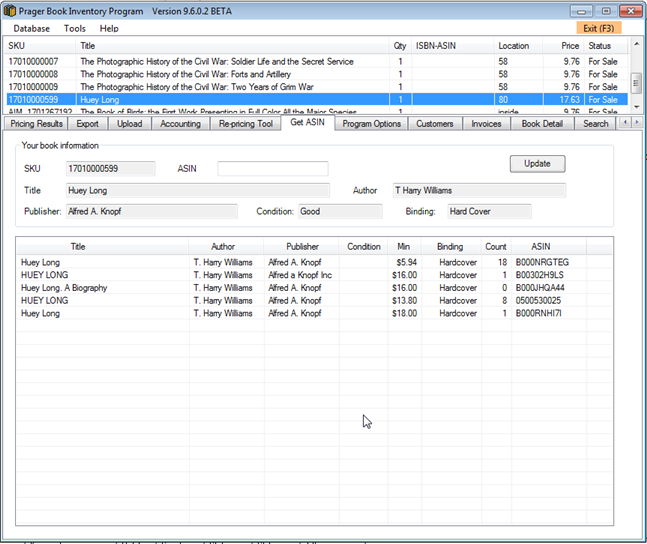 Prager Book Inventory Program Version 9.6.0.2 BETA
Database Tools Help Exit (F3)
SKU Title Qty ISBN-ASIN Location Price Status
17010000007 The Photographic History of the Civil War: Soldier Life and the Secret Service 1 58 9.76 For Sale
17010000008 The Photographic History of the Civil War: Forts and Artillery 1 58 9.76 For Sale
17010000009 The Photographic History of the Civil War: Two Years of Grim War 1 58 9.76 For Sale
17010000599 Huey Long 1 80 17.63 For Sale
AIM_1701267192 The Book of Birds: the First Work Presenting in Full Color All the Major Species 1 inside 9.76 For Sale
Pricing Results Export Upload Accounting Re-pricing Tool Get ASIN Program Options Customers Invoices Book Detail Search
Your book information
SKU 17010000599 ASIN Update
Title Huey Long Author T Harry Williams
Publisher: Alfred A. Knopf Condition: Good Binding: Hard Cover
Title Author Publisher Condition Min Binding Count ASIN
Huey Long T. Harry Williams Alfred A. Knopf $5.94 Hardcover 18 B000NRGTEG
HUEY LONG T. Harry Williams Alfred a Knopf Inc $16.00 Hardcover 1 B00302H9LS
Huey Long. A Biography T. Harry Williams Alfred A. Knopf $16.00 Hardcover 0 B000JHQA44
HUEY LONG T. Harry Williams Alfred A. Knopf $13.80 Hardcover 8 0500530025
Huey Long T. Harry Williams Alfred A. Knopf $18.00 Hardcover 1 B000RNHI7I